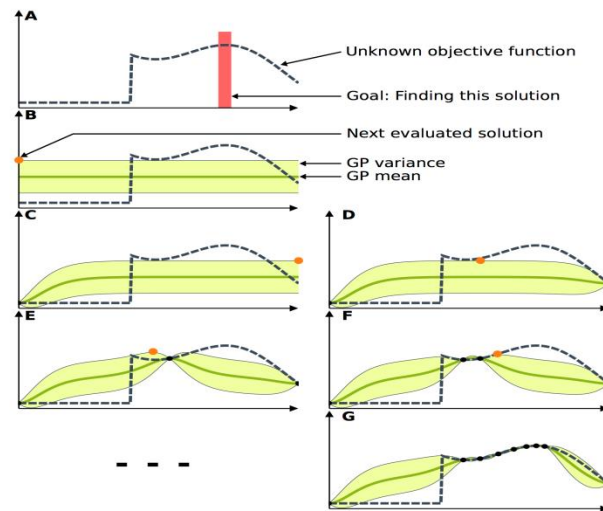 A
Unknown objective function
Goal: Finding this solution
B
Next evaluated solution
GP variance
GP mean
C
D
E
F
G